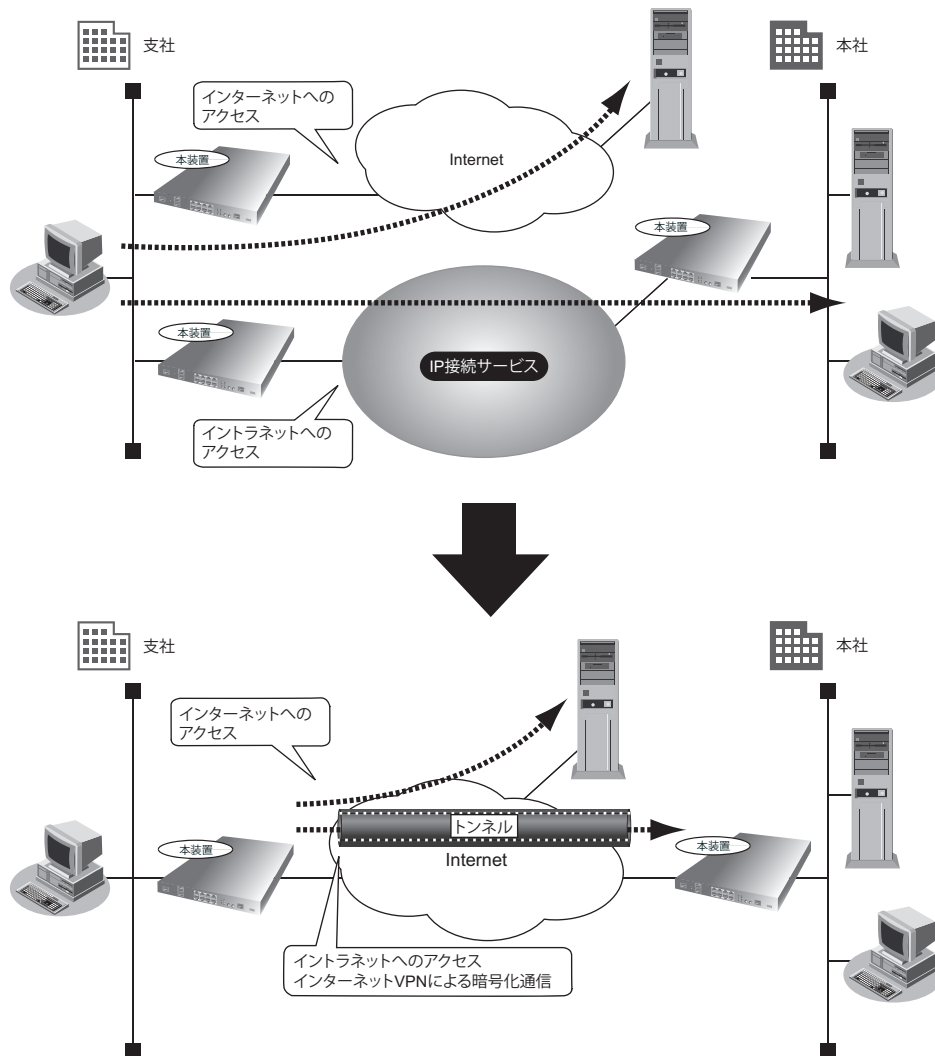 支社
本社
インターネットへの
アクセス
Internet
本装置
本装置
本装置
IP接続サービス
イントラネットへの
アクセス
支社
本社
インターネットへの
アクセス
トンネル
Internet
本装置
本装置
イントラネットへのアクセス
インターネットVPNによる暗号化通信